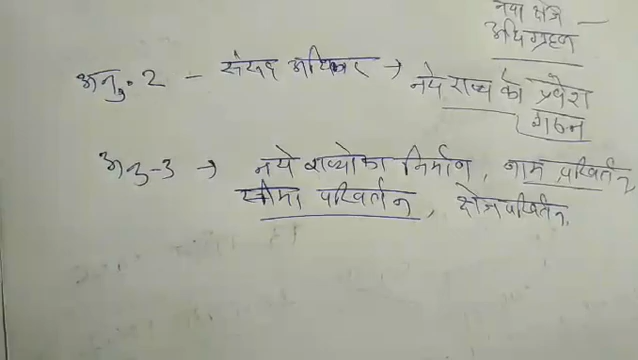 नया क्षेत्र
अधिग्रहण
अनु. 2 - संसद अधिकार → नये राज्य को प्रवेश
गठन
अनु-3 → नये राज्यो का निर्माण, नाम परिवर्तन,
सीमा परिवर्तन, क्षेत्र परिवर्तन.